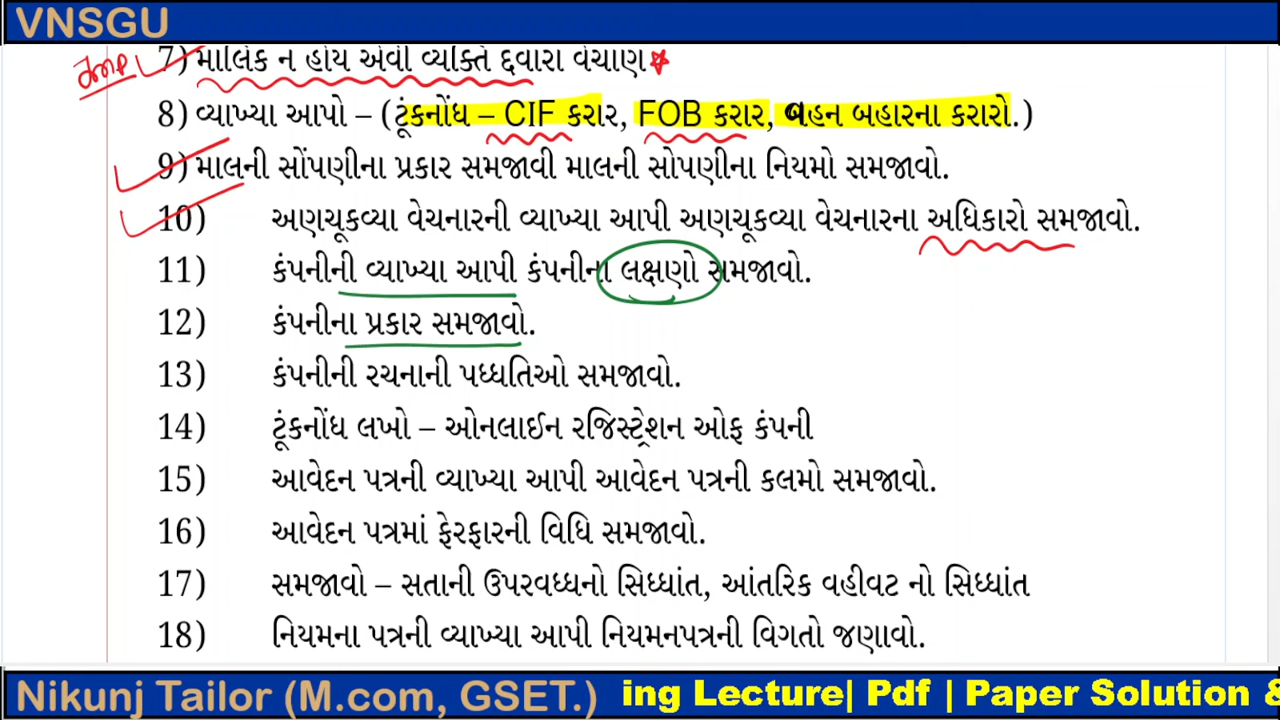 VNSGU
Imp 7) માલિક ન હોય એવી વ્યક્તિ દ્દવારા વેચાણ
8) વ્યાખ્યા આપો – (ટૂંકનોંધ – CIF કરાર, FOB કરાર, વહન બહારના કરારો.)
9) માલની સોંપણીના પ્રકાર સમજાવી માલની સોપણીના નિયમો સમજાવો.
10) અણચૂકવ્યા વેચનારની વ્યાખ્યા આપી અણચૂકવ્યા વેચનારના અધિકારો સમજાવો.
11) કંપનીની વ્યાખ્યા આપી કંપનીના લક્ષણો સમજાવો.
12) કંપનીના પ્રકાર સમજાવો.
13) કંપનીની રચનાની પધ્ધતિઓ સમજાવો.
14) ટૂંકનોંધ લખો – ઓનલાઈન રજિસ્ટ્રેશન ઓફ કંપની
15) આવેદન પત્રની વ્યાખ્યા આપી આવેદન પત્રની કલમો સમજાવો.
16) આવેદન પત્રમાં ફેરફારની વિધિ સમજાવો.
17) સમજાવો – સતાની ઉપરવધ્ધનો સિધ્ધાંત, આંતરિક વહીવટ નો સિધ્ધાંત
18) નિયમના પત્રની વ્યાખ્યા આપી નિયમનપત્રની વિગતો જણાવો.
Nikunj Tailor (M.com, GSET.) ing Lecture| Pdf | Paper Solution &